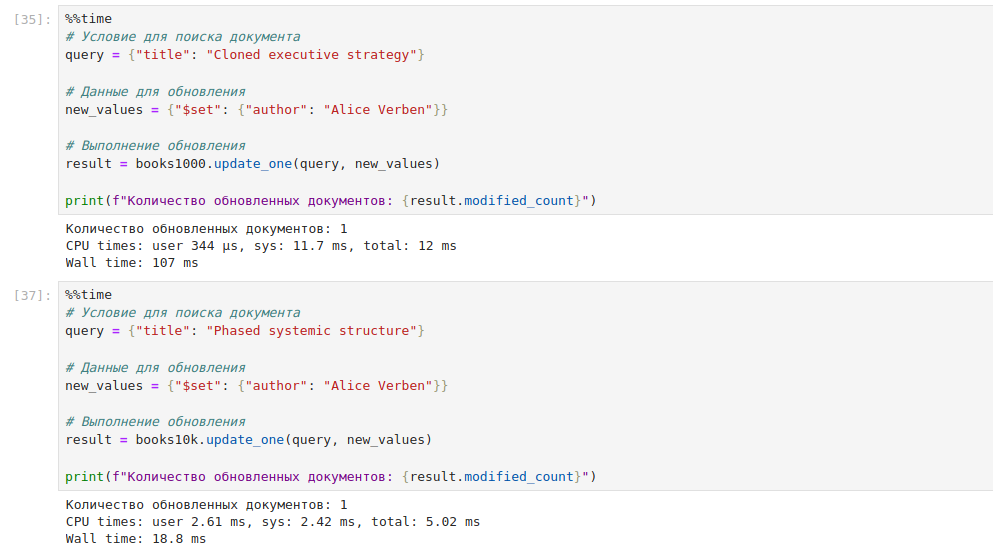 [35]:
%%time
# Условие для поиска документа
query = {"title": "Cloned executive strategy"}
# Данные для обновления
new_values = {"$set": {"author": "Alice Verben"}}
# Выполнение обновления
result = books1000.update_one(query, new_values)
print(f"Количество обновленных документов: {result.modified_count}")
Количество обновленных документов: 1
CPU times: user 344 µs, sys: 11.7 ms, total: 12 ms
Wall time: 107 ms
[37]:
%%time
# Условие для поиска документа
query = {"title": "Phased systemic structure"}
# Данные для обновления
new_values = {"$set": {"author": "Alice Verben"}}
# Выполнение обновления
result = books10k.update_one(query, new_values)
print(f"Количество обновленных документов: {result.modified_count}")
Количество обновленных документов: 1
CPU times: user 2.61 ms, sys: 2.42 ms, total: 5.02 ms
Wall time: 18.8 ms